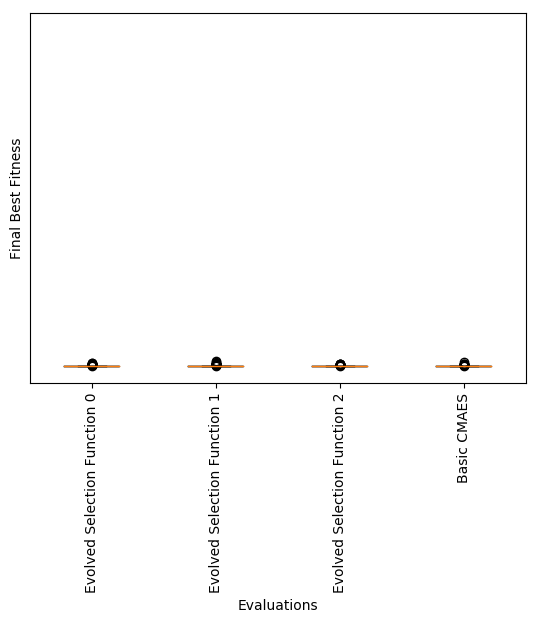 Final Best Fitness
Evolved Selection Function 0
Evolved Selection Function 1
Evolved Selection Function 2
Basic CMAES
Evaluations